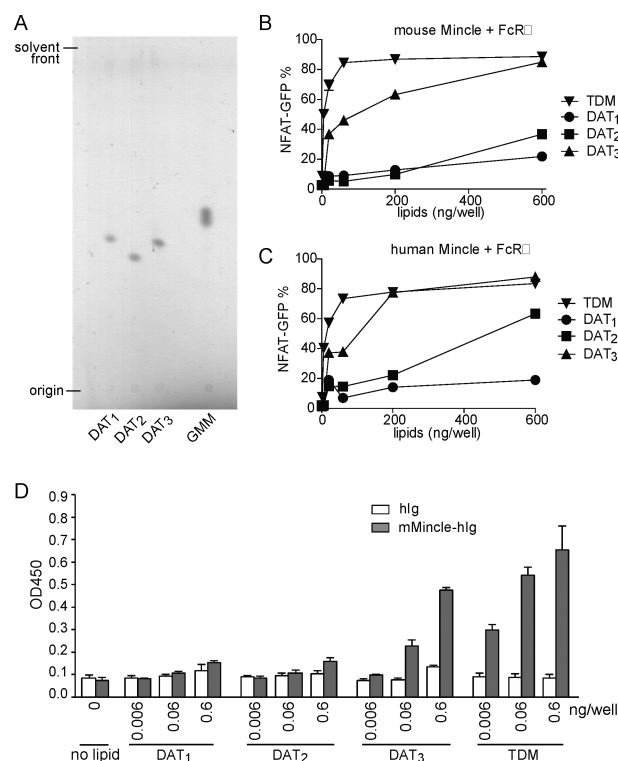 A
solvent
front
origin
DAT1
DAT2
DAT3
GMM
B
mouse Mincle + FcR□
NFAT-GFP %
100
80
60
40
20
0
0
200
400
600
lipids (ng/well)
TDM
DAT1
DAT2
DAT3
C
human Mincle + FcR□
NFAT-GFP %
100
80
60
40
20
0
0
200
400
600
lipids (ng/well)
TDM
DAT1
DAT2
DAT3
D
hIg
mMincle-hIg
OD450
0.9
0.8
0.7
0.6
0.5
0.4
0.3
0.2
0.1
0.0
0 0.006 0.06 0.6 0.006 0.06 0.6 0.006 0.06 0.6 0.006 0.06 0.6 ng/well
no lipid DAT1 DAT2 DAT3 TDM